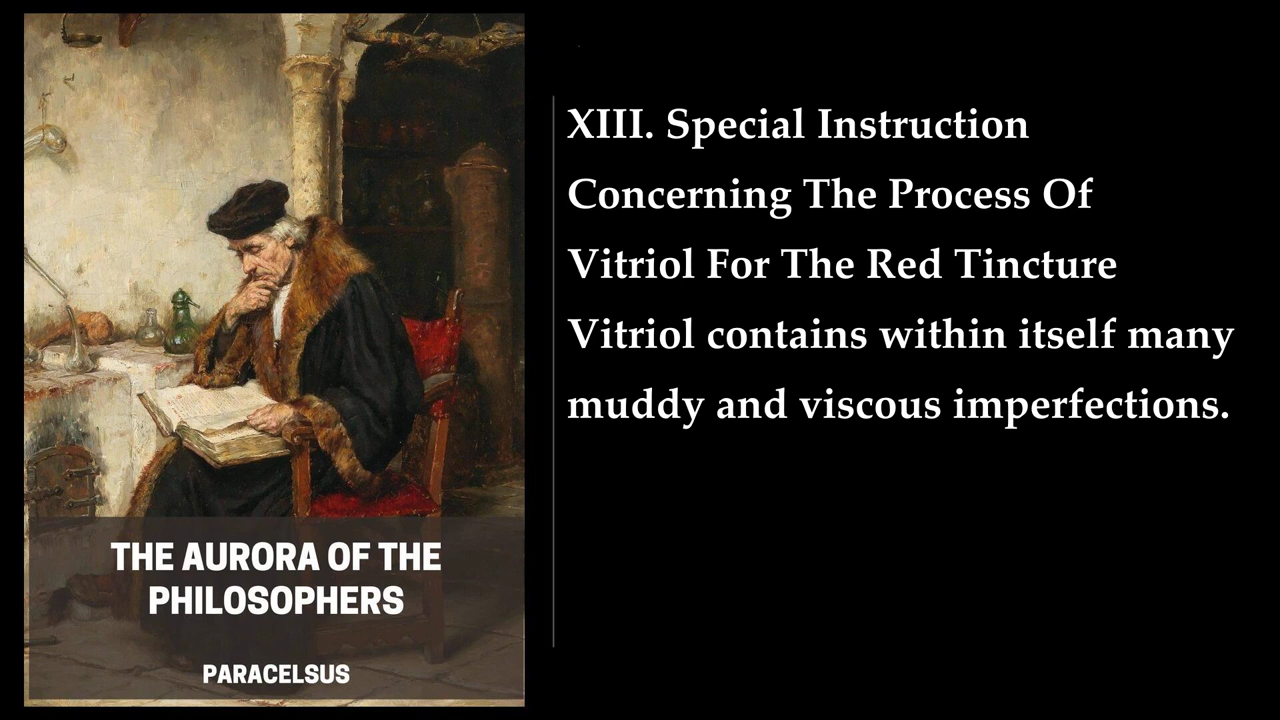 THE AURORA OF THE
PHILOSOPHERS
PARACELSUS
XIII. Special Instruction
Concerning The Process Of
Vitriol For The Red Tincture
Vitriol contains within itself many
muddy and viscous imperfections.